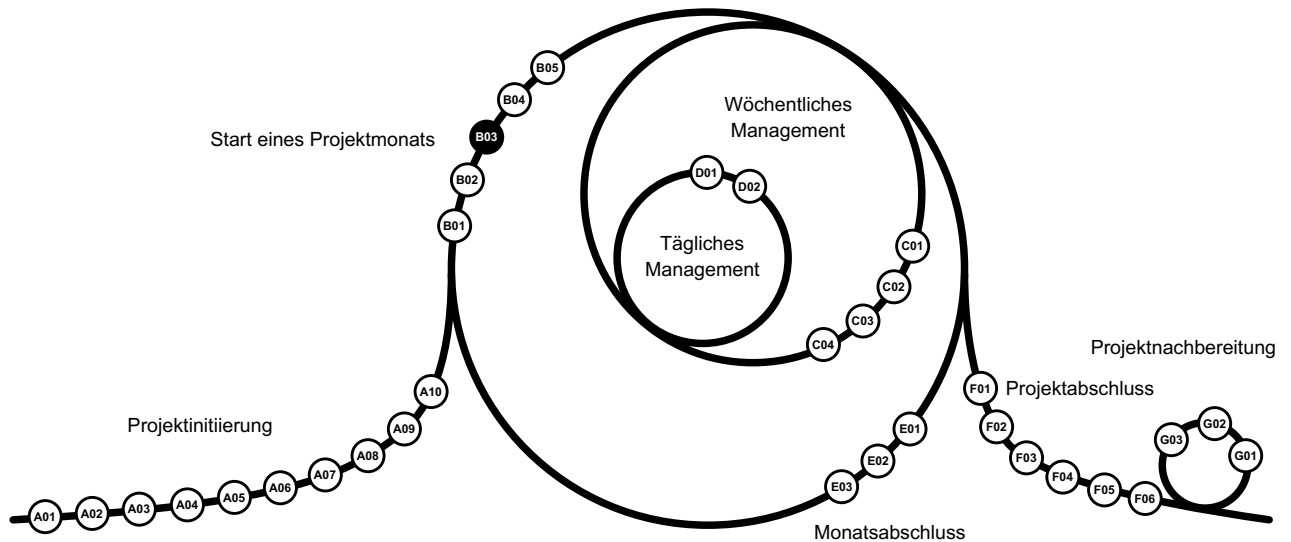 B05
B04
Wöchentliches
Management
Start eines Projektmonats
B03
B02
D01
D02
B01
Tägliches
Management
C01
C02
C03
C04
Projektnachbereitung
A10
F01
Projektabschluss
Projektinitiierung
A09
E01
F02
G03
G02
G01
A08
E02
F03
A07
F04
A06
E03
F05
A05
F06
A04
A03
A02
A01
Monatsabschluss